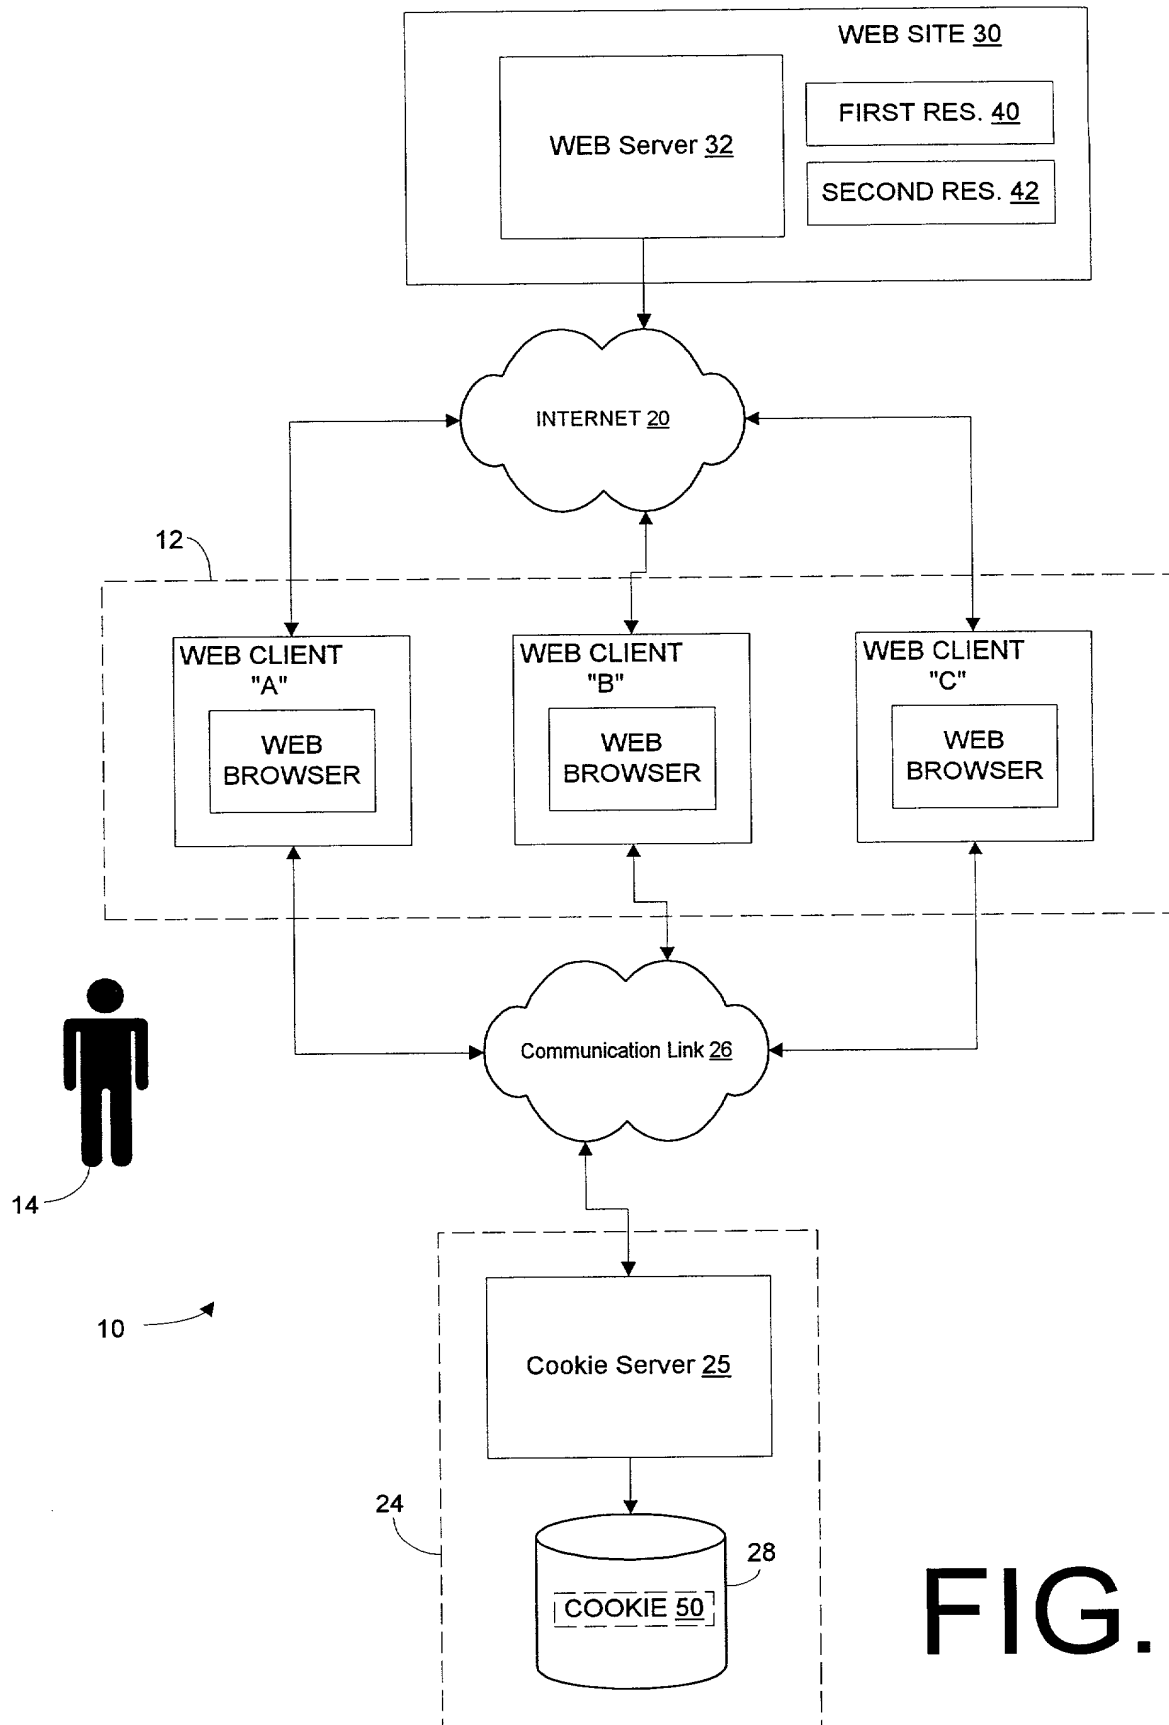 WEB SITE 30
WEB Server 32
FIRST RES. 40
SECOND RES. 42
INTERNET 20
12
WEB CLIENT
"A"
WEB
BROWSER
WEB CLIENT
"B"
WEB
BROWSER
WEB CLIENT
"C"
WEB
BROWSER
Communication Link 26
14
10
Cookie Server 25
24
28
COOKIE 50
FIG.